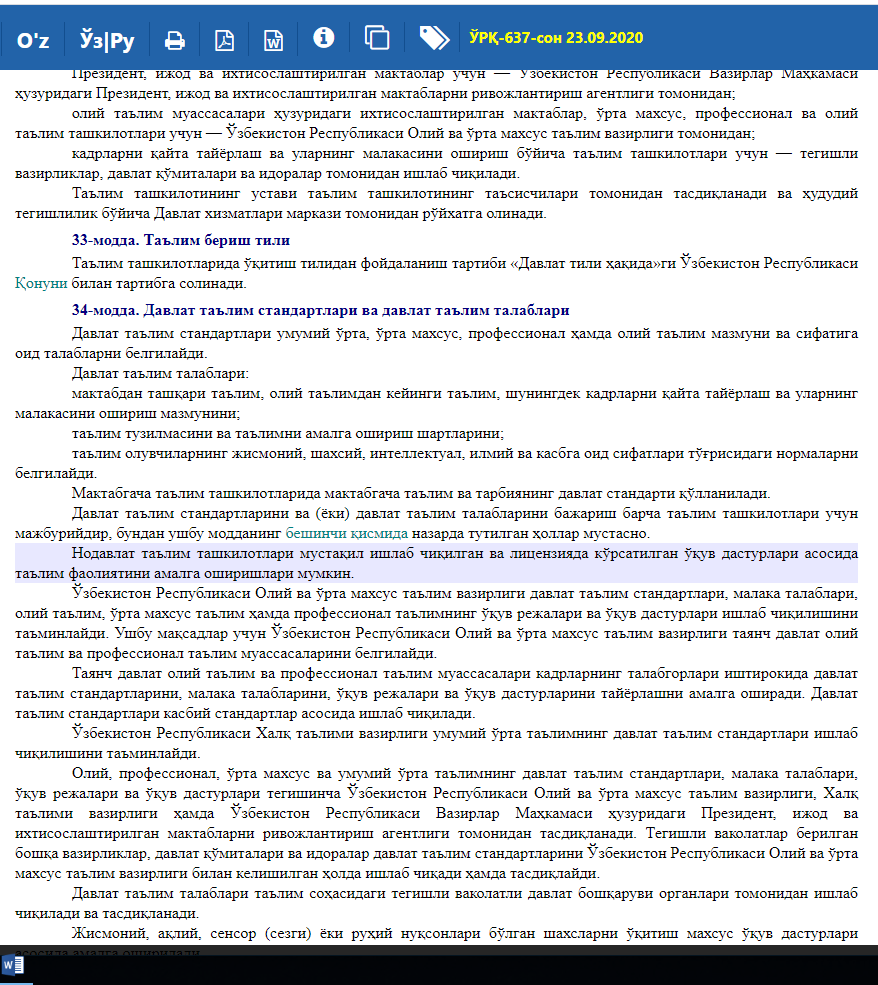 O'z Ўз|Ру ЎРҚ-637-сон 23.09.2020
Президент, ижод ва ихтисослаштирилган мактаблар учун — Ўзбекистон Республикаси Вазирлар Маҳкамаси
ҳузуридаги Президент, ижод ва ихтисослаштирилган мактабларни ривожлантириш агентлиги томонидан;
олий таълим муассасалари ҳузуридаги ихтисослаштирилган мактаблар, ўрта махсус, профессионал ва олий
таълим ташкилотлари учун — Ўзбекистон Республикаси Олий ва ўрта махсус таълим вазирлиги томонидан;
кадрларни қайта тайёрлаш ва уларнинг малакасини ошириш бўйича таълим ташкилотлари учун — тегишли
вазирликлар, давлат қўмиталари ва идоралар томонидан ишлаб чиқилади.
Таълим ташкилотининг устави таълим ташкилотининг таъсисчилари томонидан тасдиқланади ва ҳудудий
тегишлилик бўйича Давлат хизматлари маркази томонидан рўйхатга олинади.
33-модда. Таълим бериш тили
Таълим ташкилотларида ўқитиш тилидан фойдаланиш тартиби «Давлат тили ҳақида»ги Ўзбекистон Республикаси
Қонуни билан тартибга солинади.
34-модда. Давлат таълим стандартлари ва давлат таълим талаблари
Давлат таълим стандартлари умумий ўрта, ўрта махсус, профессионал ҳамда олий таълим мазмуни ва сифатига
оид талабларни белгилайди.
Давлат таълим талаблари:
мактабдан ташқари таълим, олий таълимдан кейинги таълим, шунингдек кадрларни қайта тайёрлаш ва уларнинг
малакасини ошириш мазмунини;
таълим тузилмасини ва таълимни амалга ошириш шартларини;
таълим олувчиларнинг жисмоний, шахсий, интеллектуал, илмий ва касбга оид сифатлари тўғрисидаги нормаларни
белгилайди.
Мактабгача таълим ташкилотларида мактабгача таълим ва тарбиянинг давлат стандарти қўлланилади.
Давлат таълим стандартларини ва (ёки) давлат таълим талабларини бажариш барча таълим ташкилотлари учун
мажбурийдир, бундан ушбу модданинг бешинчи қисмида назарда тутилган ҳоллар мустасно.
Нодавлат таълим ташкилотлари мустақил ишлаб чиқилган ва лицензияда кўрсатилган ўқув дастурлари асосида
таълим фаолиятини амалга оширишлари мумкин.
Ўзбекистон Республикаси Олий ва ўрта махсус таълим вазирлиги давлат таълим стандартлари, малака талаблари,
олий таълим, ўрта махсус таълим ҳамда профессионал таълимнинг ўқув режалари ва ўқув дастурлари ишлаб чиқилишини
таъминлайди. Ушбу мақсадлар учун Ўзбекистон Республикаси Олий ва ўрта махсус таълим вазирлиги таянч давлат олий
таълим ва профессионал таълим муассасаларини белгилайди.
Таянч давлат олий таълим ва профессионал таълим муассасалари кадрларнинг талабгорлари иштирокида давлат
таълим стандартларини, малака талабларини, ўқув режалари ва ўқув дастурларини тайёрлашни амалга оширади. Давлат
таълим стандартлари касбий стандартлар асосида ишлаб чиқилади.
Ўзбекистон Республикаси Халқ таълими вазирлиги умумий ўрта таълимнинг давлат таълим стандартлари ишлаб
чиқилишини таъминлайди.
Олий, профессионал, ўрта махсус ва умумий ўрта таълимнинг давлат таълим стандартлари, малака талаблари,
ўқув режалари ва ўқув дастурлари тегишинча Ўзбекистон Республикаси Олий ва ўрта махсус таълим вазирлиги, Халқ
таълими вазирлиги ҳамда Ўзбекистон Республикаси Вазирлар Маҳкамаси ҳузуридаги Президент, ижод ва
ихтисослаштирилган мактабларни ривожлантириш агентлиги томонидан тасдиқланади. Тегишли ваколатлар берилган
бошқа вазирликлар, давлат қўмиталари ва идоралар давлат таълим стандартларини Ўзбекистон Республикаси Олий ва ўрта
махсус таълим вазирлиги билан келишилган ҳолда ишлаб чиқади ҳамда тасдиқлайди.
Давлат таълим талаблари таълим соҳасидаги тегишли ваколатли давлат бошқаруви органлари томонидан ишлаб
чиқилади ва тасдиқланади.
Жисмоний, ақлий, сенсор (сезги) ёки руҳий нуқсонлари бўлган шахсларни ўқитиш махсус ўқув дастурлари
асосида амалга оширилади.